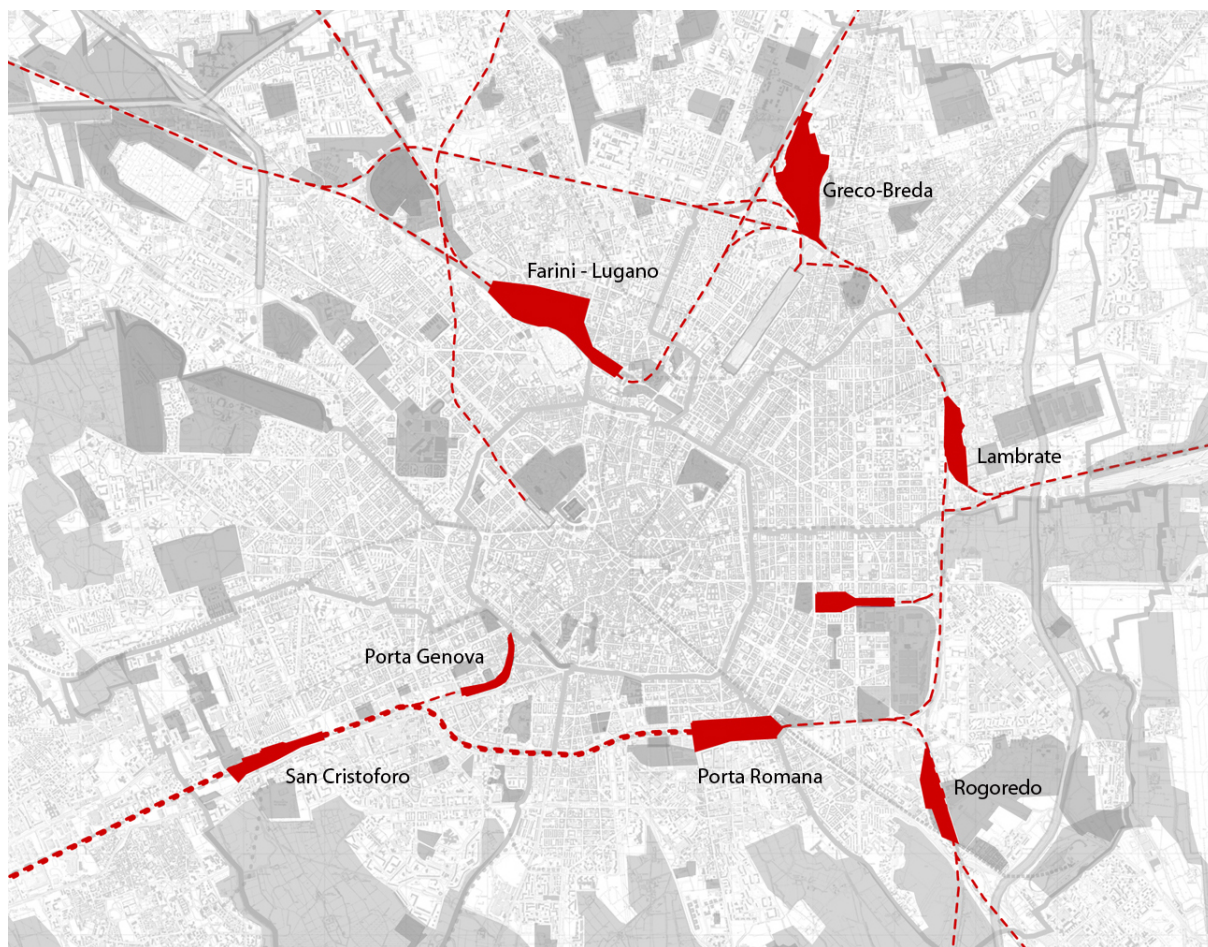 Greco-Breda
Farini - Lugano
Lambrate
Porta Genova
San Cristoforo
Porta Romana
Rogoredo